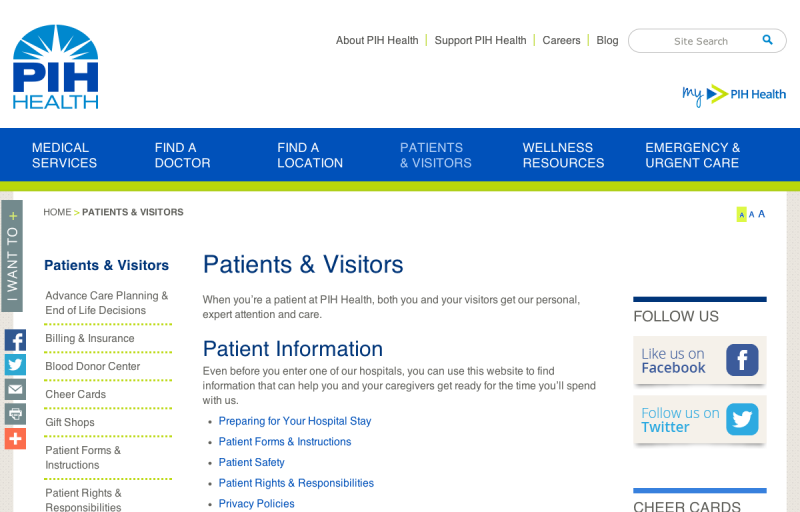 PIH
HEALTH
About PIH Health
Support PIH Health
Careers
Blog
Site Search
my PIH Health
MEDICAL
SERVICES
FIND A
DOCTOR
FIND A
LOCATION
PATIENTS
& VISITORS
WELLNESS
RESOURCES
EMERGENCY &
URGENT CARE
I WANT TO +
HOME > PATIENTS & VISITORS
A A A
Patients & Visitors
Advance Care Planning &
End of Life Decisions
Billing & Insurance
Blood Donor Center
Cheer Cards
Gift Shops
Patient Forms &
Instructions
Patient Rights &
Responsibilities
Patients & Visitors
When you're a patient at PIH Health, both you and your visitors get our personal,
expert attention and care.
Patient Information
Even before you enter one of our hospitals, you can use this website to find
information that can help you and your caregivers get ready for the time you'll spend
with us.
• Preparing for Your Hospital Stay
• Patient Forms & Instructions
• Patient Safety
• Patient Rights & Responsibilities
• Privacy Policies
FOLLOW US
Like us on
Facebook
Follow us on
Twitter
CHEER CARDS